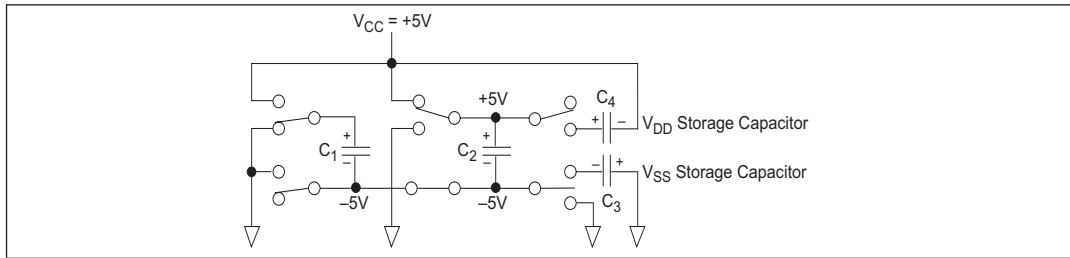 V_CC = +5V
+5V
C_4
+ −
V_DD Storage Capacitor
+
C_1
−
+
C_2
−
− +
V_SS Storage Capacitor
–5V
–5V
C_3